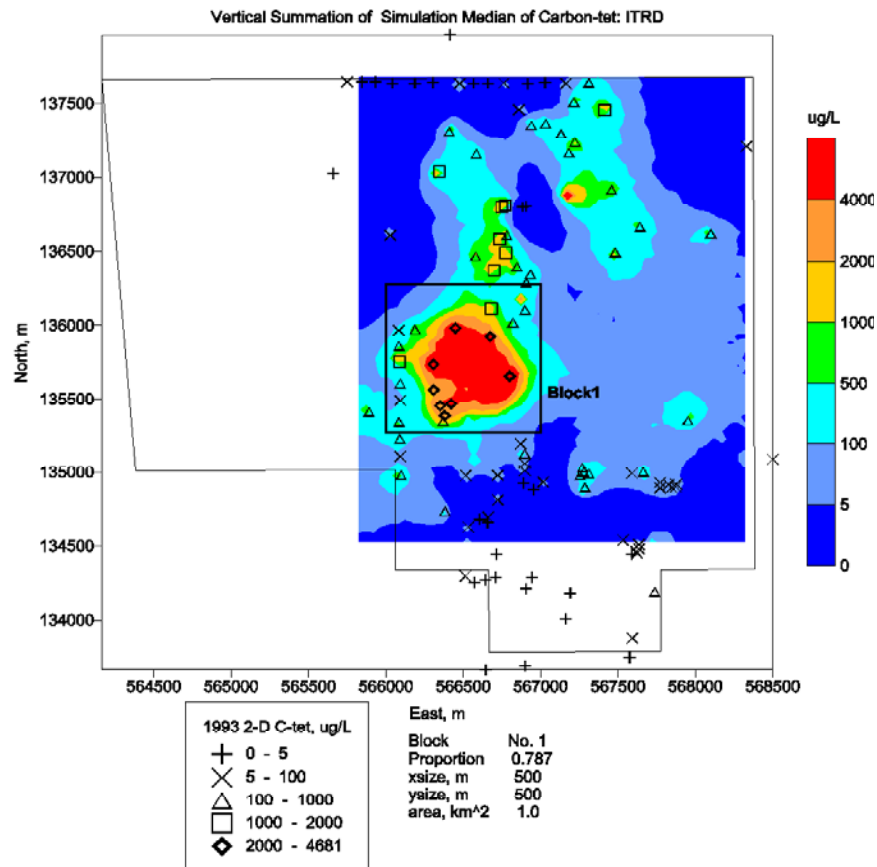 Vertical Summation of Simulation Median of Carbon-tet: ITRD
ug/L
137500
137000
136500
136000
135500
135000
134500
134000
North, m
4000
2000
1000
500
100
5
0
Block1
564500 565000 565500 566000 566500 567000 567500 568000 568500
East, m
1993 2-D C-tet, ug/L
0 - 5
5 - 100
100 - 1000
1000 - 2000
2000 - 4681
Block No. 1
Proportion 0.787
xsize, m 500
ysize, m 500
area, km^2 1.0